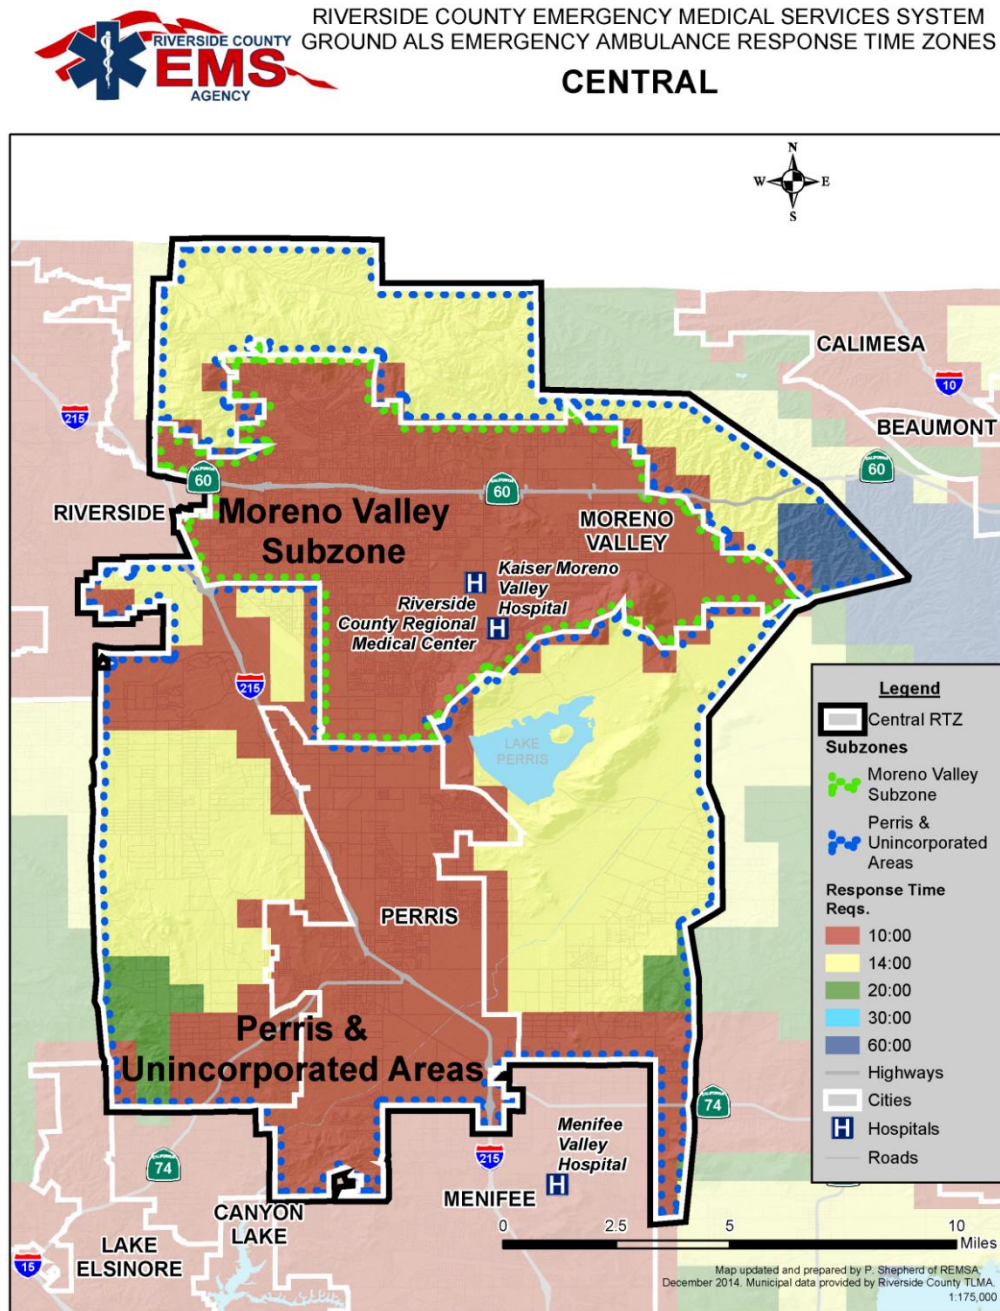 RIVERSIDE COUNTY EMERGENCY MEDICAL SERVICES SYSTEM
GROUND ALS EMERGENCY AMBULANCE RESPONSE TIME ZONES
CENTRAL
RIVERSIDE COUNTY
EMS
AGENCY
N
W
E
S
CALIMESA
10
215
BEAUMONT
60
CALIFORNIA
60
CALIFORNIA
60
RIVERSIDE
Moreno Valley
Subzone
MORENO
VALLEY
Kaiser Moreno
Valley
Hospital
H
Riverside
County Regional
Medical Center
H
215
LAKE
PERRIS
PERRIS
Perris &
Unincorporated Areas
Legend
Central RTZ
Subzones
Moreno Valley
Subzone
Perris &
Unincorporated
Areas
Response Time
Reqs.
10:00
14:00
20:00
30:00
60:00
Highways
Cities
H Hospitals
Roads
74
74
Menifee
Valley
Hospital
H
215
MENIFEE
CANYON
LAKE
LAKE
ELSINORE
15
0 2.5 5 10
Miles
Map updated and prepared by P. Shepherd of REMSA,
December 2014. Municipal data provided by Riverside County TLMA.
1:175,000